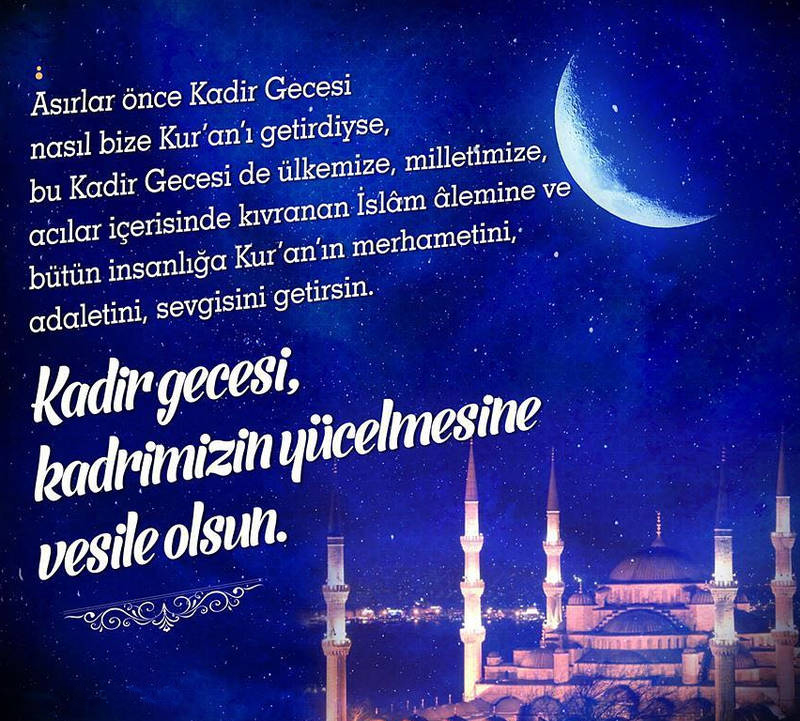 Asırlar önce Kadir Gecesi
nasıl bize Kur'an'ı getirdiyse,
bu Kadir Gecesi de ülkemize, milletimize,
acılar içerisinde kıvranan İslâm âlemine ve
bütün insanlığa Kur'an'ın merhametini,
adaletini, sevgisini getirsin.
Kadir gecesi,
kadrimizin yücelmesine
vesile olsun.